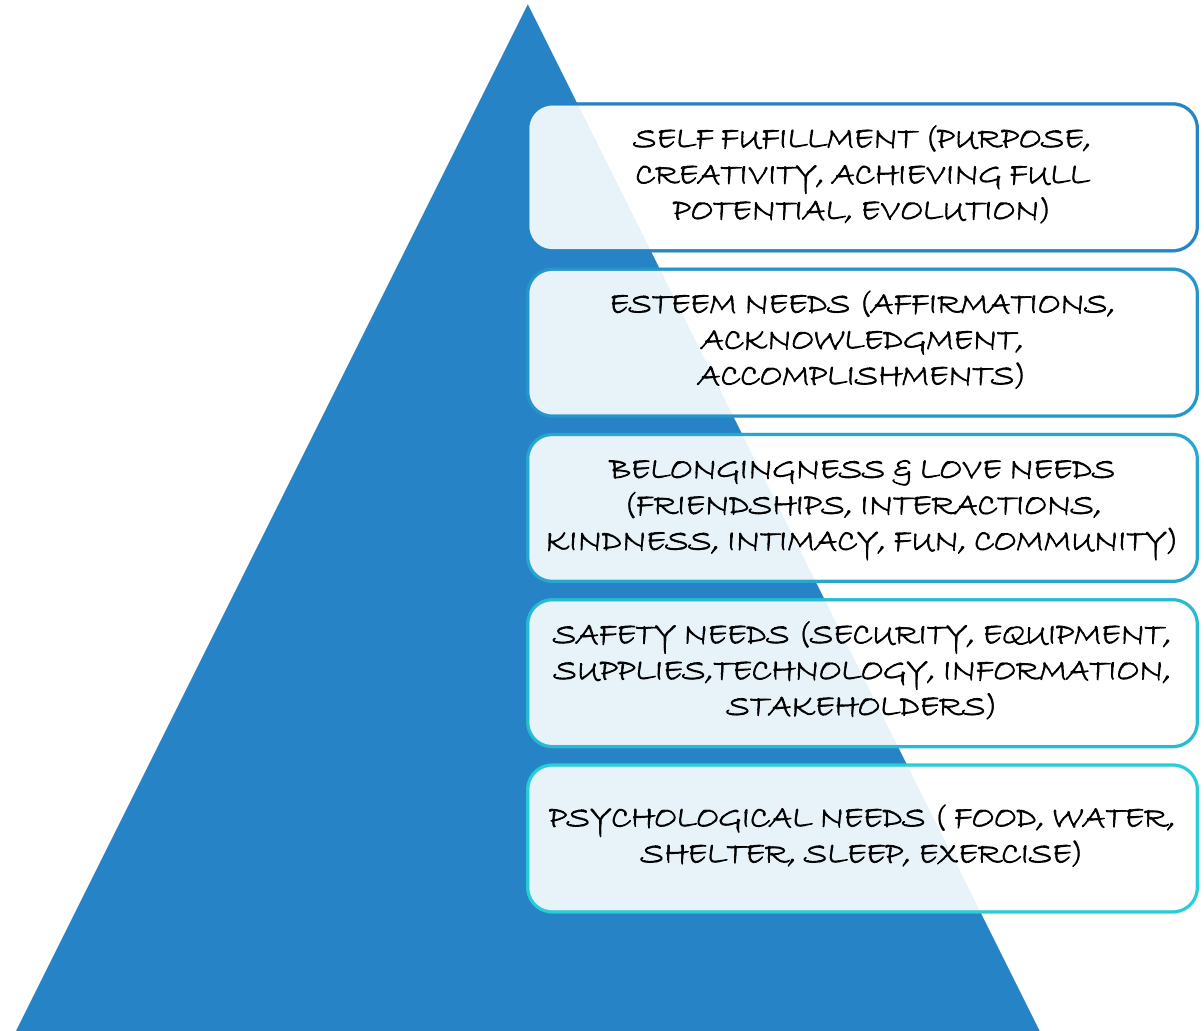 SELF FUFILLMENT (PURPOSE,
CREATIVITY, ACHIEVING FULL
POTENTIAL, EVOLUTION)
ESTEEM NEEDS (AFFIRMATIONS,
ACKNOWLEDGMENT,
ACCOMPLISHMENTS)
BELONGINGNESS & LOVE NEEDS
(FRIENDSHIPS, INTERACTIONS,
KINDNESS, INTIMACY, FUN, COMMUNITY)
SAFETY NEEDS (SECURITY, EQUIPMENT,
SUPPLIES,TECHNOLOGY, INFORMATION,
STAKEHOLDERS)
PSYCHOLOGICAL NEEDS ( FOOD, WATER,
SHELTER, SLEEP, EXERCISE)